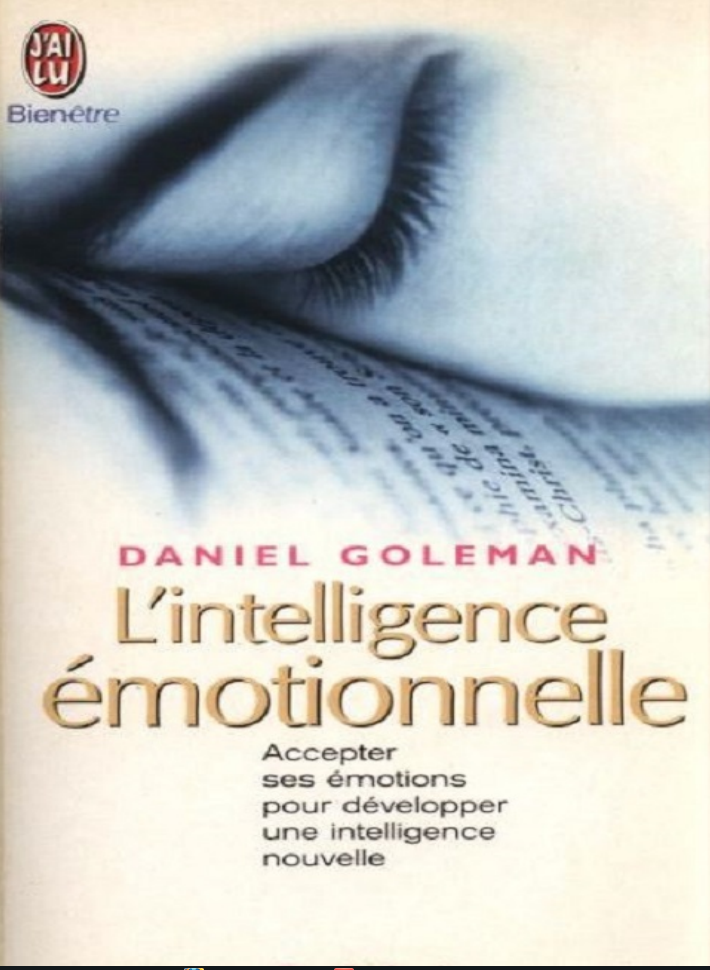 J'AI
LU
Bienêtre
DANIEL GOLEMAN
L'intelligence
émotionnelle
Accepter
ses émotions
pour développer
une intelligence
nouvelle